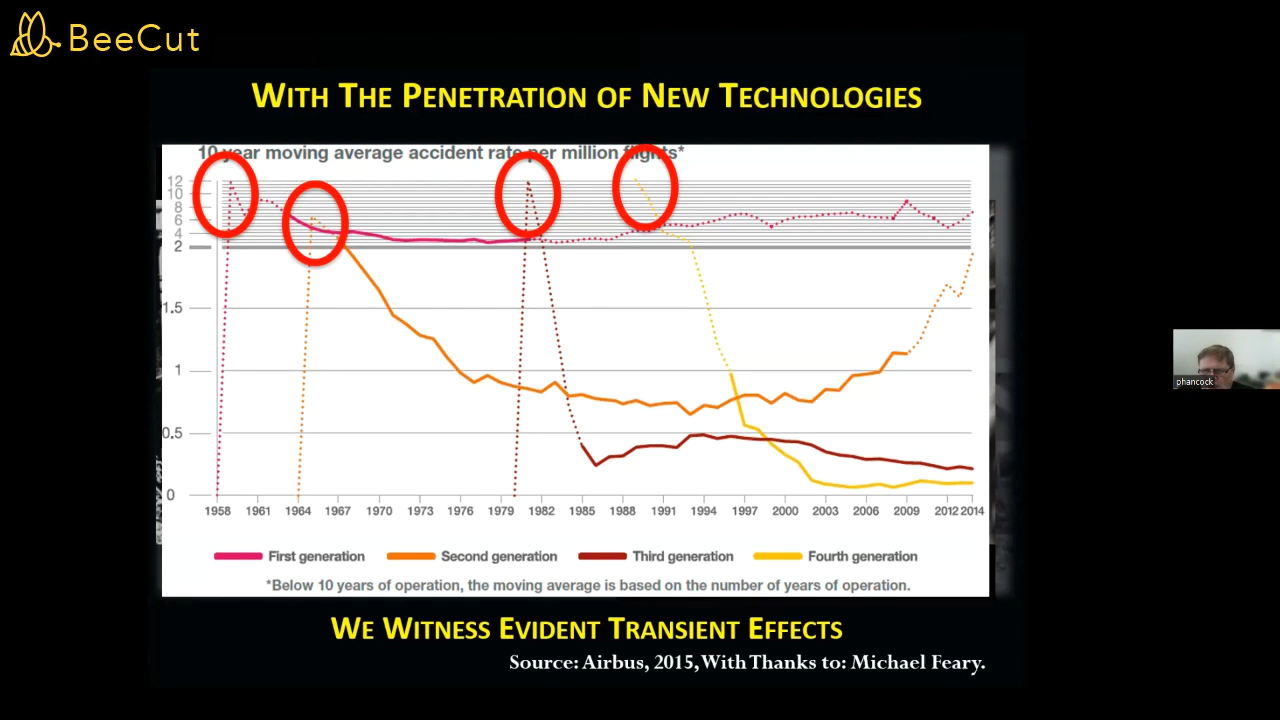 BeeCut
WITH THE PENETRATION OF NEW TECHNOLOGIES
10 year moving average accident rate per million flights*
12
10
8
6
4
2
1.5
1
0.5
0
1958 1961 1964 1967 1970 1973 1976 1979 1982 1985 1988 1991 1994 1997 2000 2003 2006 2009 2012 2014
First generation Second generation Third generation Fourth generation
*Below 10 years of operation, the moving average is based on the number of years of operation.
phancock
WE WITNESS EVIDENT TRANSIENT EFFECTS
Source: Airbus, 2015, With Thanks to: Michael Feary.